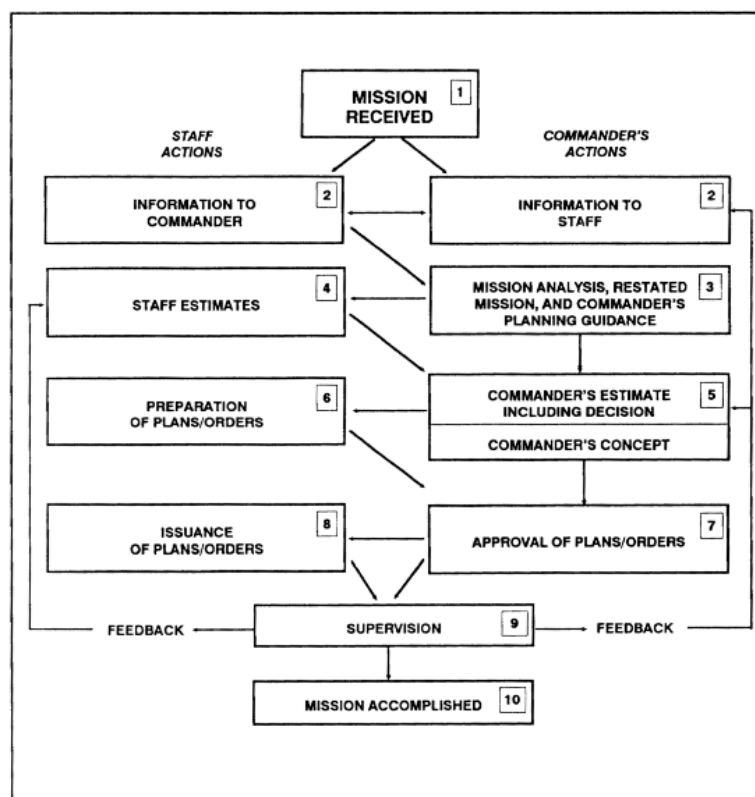 1
MISSION
RECEIVED
STAFF
ACTIONS
COMMANDER'S
ACTIONS
2
INFORMATION TO
COMMANDER
2
INFORMATION TO
STAFF
4
STAFF ESTIMATES
3
MISSION ANALYSIS, RESTATED
MISSION, AND COMMANDER'S
PLANNING GUIDANCE
6
PREPARATION
OF PLANS/ORDERS
5
COMMANDER'S ESTIMATE
INCLUDING DECISION
COMMANDER'S CONCEPT
8
ISSUANCE
OF PLANS/ORDERS
7
APPROVAL OF PLANS/ORDERS
FEEDBACK
SUPERVISION
9
FEEDBACK
MISSION ACCOMPLISHED
10